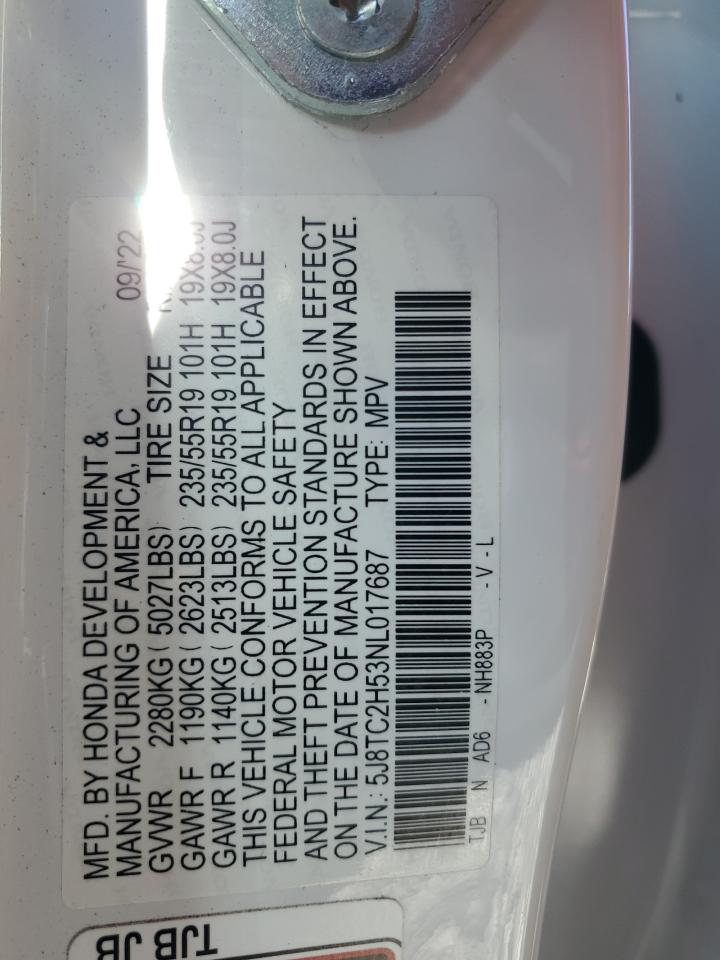 MFD. BY HONDA DEVELOPMENT & 09/'22
MANUFACTURING OF AMERICA, LLC
GVWR 2280KG ( 5027LBS) TIRE SIZE
GAWR F 1190KG ( 2623LBS) 235/55R19 101H 19X8.0J
GAWR R 1140KG ( 2513LBS) 235/55R19 101H 19X8.0J
THIS VEHICLE CONFORMS TO ALL APPLICABLE
FEDERAL MOTOR VEHICLE SAFETY
AND THEFT PREVENTION STANDARDS IN EFFECT
ON THE DATE OF MANUFACTURE SHOWN ABOVE.
V.I.N.: 5J8TC2H53NL017687 TYPE: MPV
TJB N AD6 - NH883P - V - L
TJB
JB